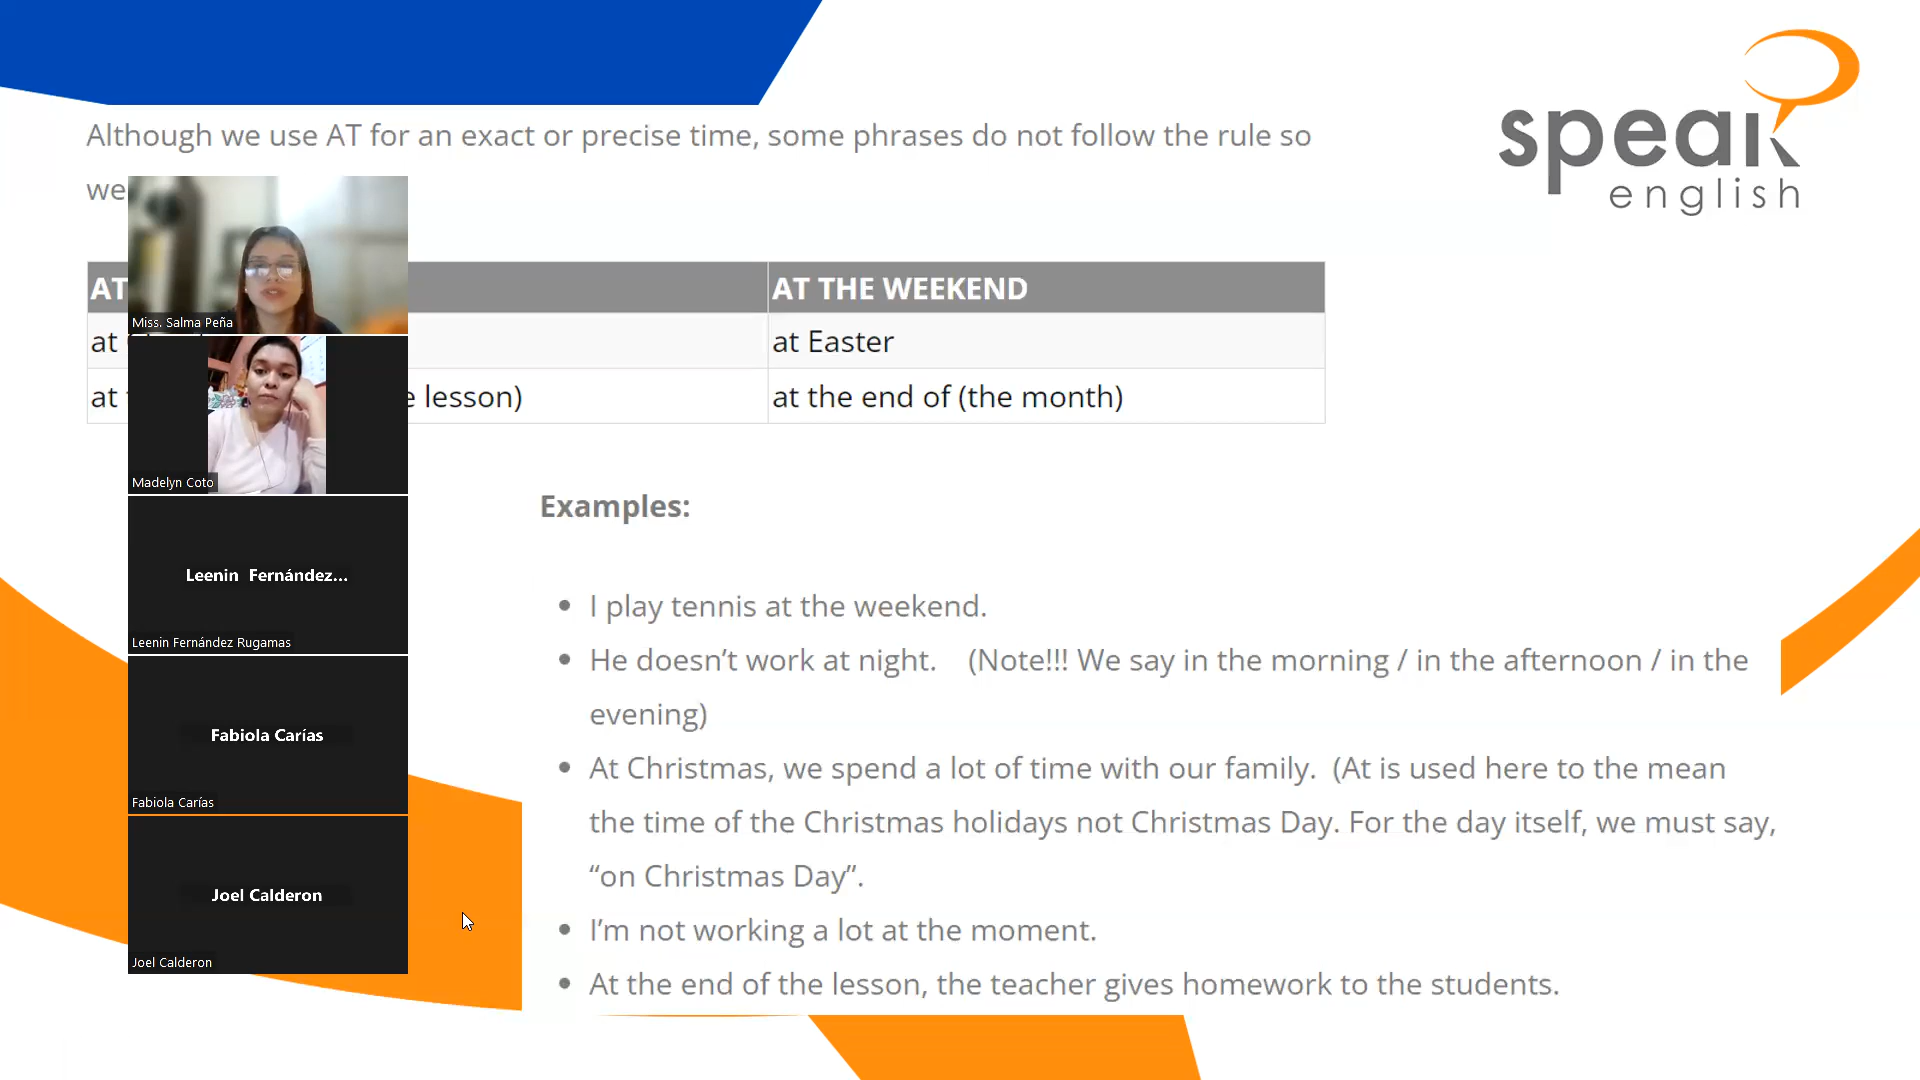 Although we use AT for an exact or precise time, some phrases do not follow the rule so
we
speak
english
AT
AT THE WEEKEND
at
at Easter
at
lesson)
at the end of (the month)
Miss. Salma Peña
Madelyn Coto
Leenin Fernández...
Leenin Fernández Rugamas
Fabiola Carías
Fabiola Carías
Joel Calderon
Joel Calderon
Examples:
• I play tennis at the weekend.
• He doesn’t work at night. (Note!!! We say in the morning / in the afternoon / in the
evening)
• At Christmas, we spend a lot of time with our family. (At is used here to the mean
the time of the Christmas holidays not Christmas Day. For the day itself, we must say,
“on Christmas Day”.
• I’m not working a lot at the moment.
• At the end of the lesson, the teacher gives homework to the students.